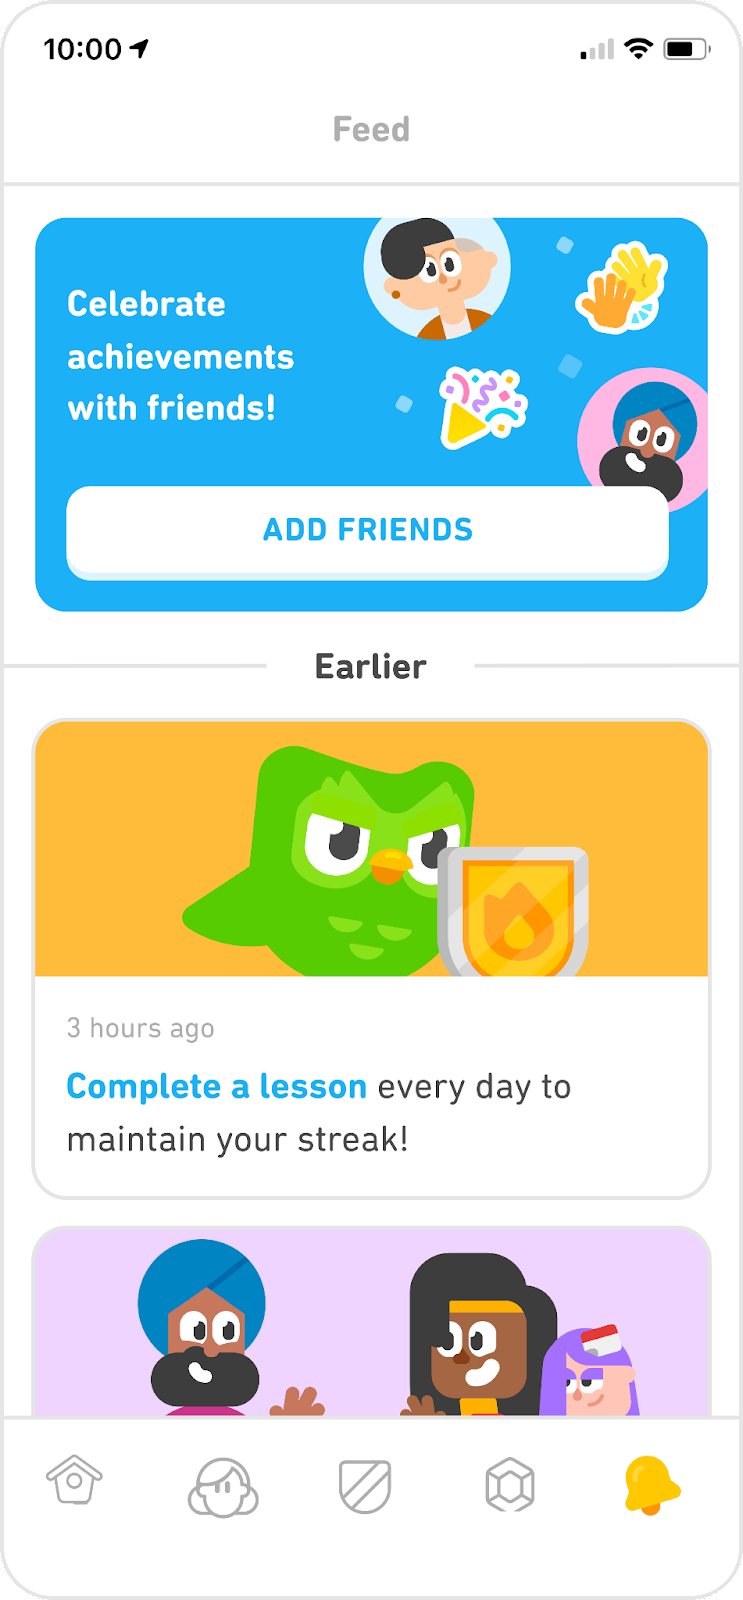 10:00
Feed
Celebrate
achievements
with friends!
ADD FRIENDS
Earlier
3 hours ago
Complete a lesson every day to
maintain your streak!